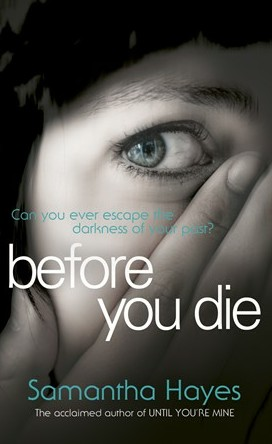 Can you ever escape the
darkness of your past?
before
you die
Samantha Hayes
The acclaimed author of UNTIL YOU'RE MINE